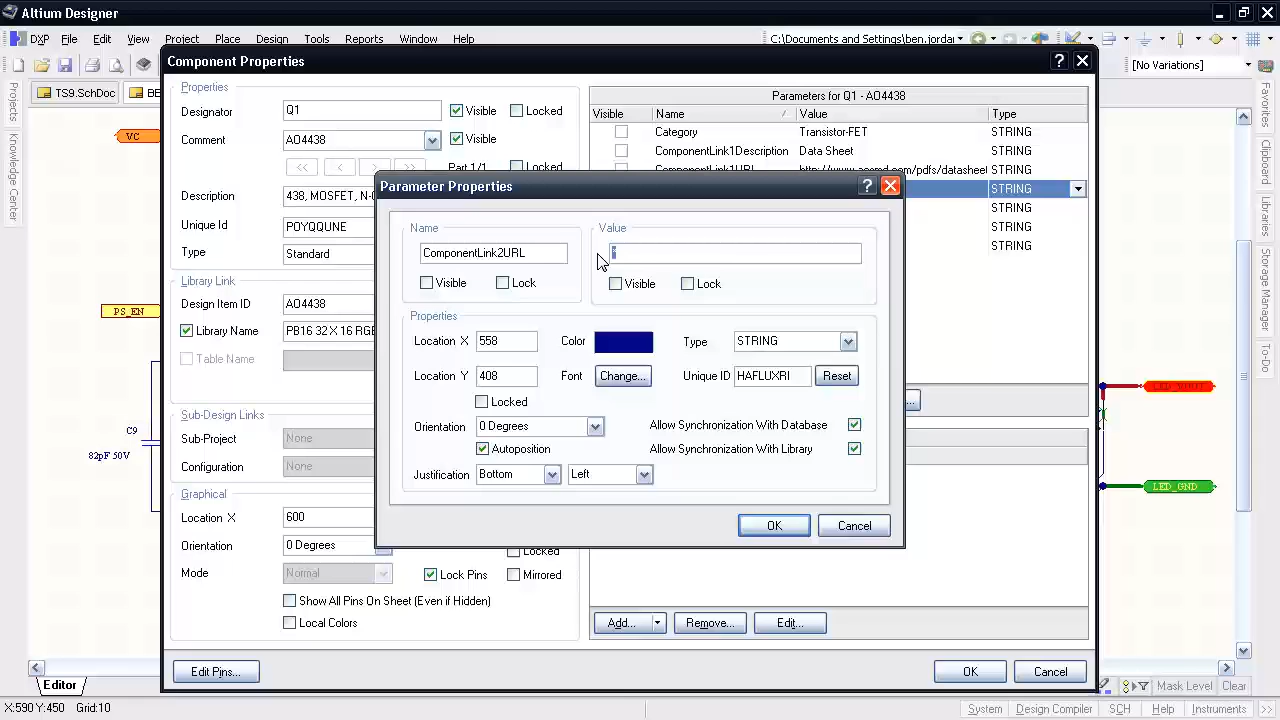 Altium Designer
DXP File Edit View Project Place Design Tools Reports Window Help
C:\Documents and Settings\ben.jordai
[No Variations]
TS9.SchDoc
BE
Projects
Knowledge Center
Favorites
Clipboard
Libraries
Storage Manager
To-Do
VC
PS_EN
C9
82pF 50V
LED_GND
Component Properties
Properties
Designator Q1 Visible Locked
Comment AO4438 Visible
<< < > >> Part 1/1 Locked
Description 438, MOSFET, N-
Unique Id POYQQUNE
Type Standard
Library Link
Design Item ID AO4438
Library Name PB16 32X16 RGE
Table Name
Sub-Design Links
Sub-Project None
Configuration None
Graphical
Location X 600
Orientation 0 Degrees Locked
Mode Normal Lock Pins Mirrored
Show All Pins On Sheet (Even if Hidden)
Local Colors
Edit Pins...
Parameters for Q1 - AO4438
Visible Name / Value Type
Category Transitor-FET STRING
ComponentLink1Description Data Sheet STRING
ComponentLink1URL STRING
STRING
STRING
STRING
STRING
Add... Remove... Edit...
OK Cancel
Parameter Properties
Name
ComponentLink2URL
Visible Lock
Value
Visible Lock
Properties
Location X 558 Color Type STRING
Location Y 408 Font Change... Unique ID HAFLUXRI Reset
Locked
Orientation 0 Degrees Allow Synchronization With Database
Autoposition Allow Synchronization With Library
Justification Bottom Left
OK Cancel
Editor
Mask Level Clear
X:590 Y:450 Grid:10
System Design Compiler SCH Help Instruments >>